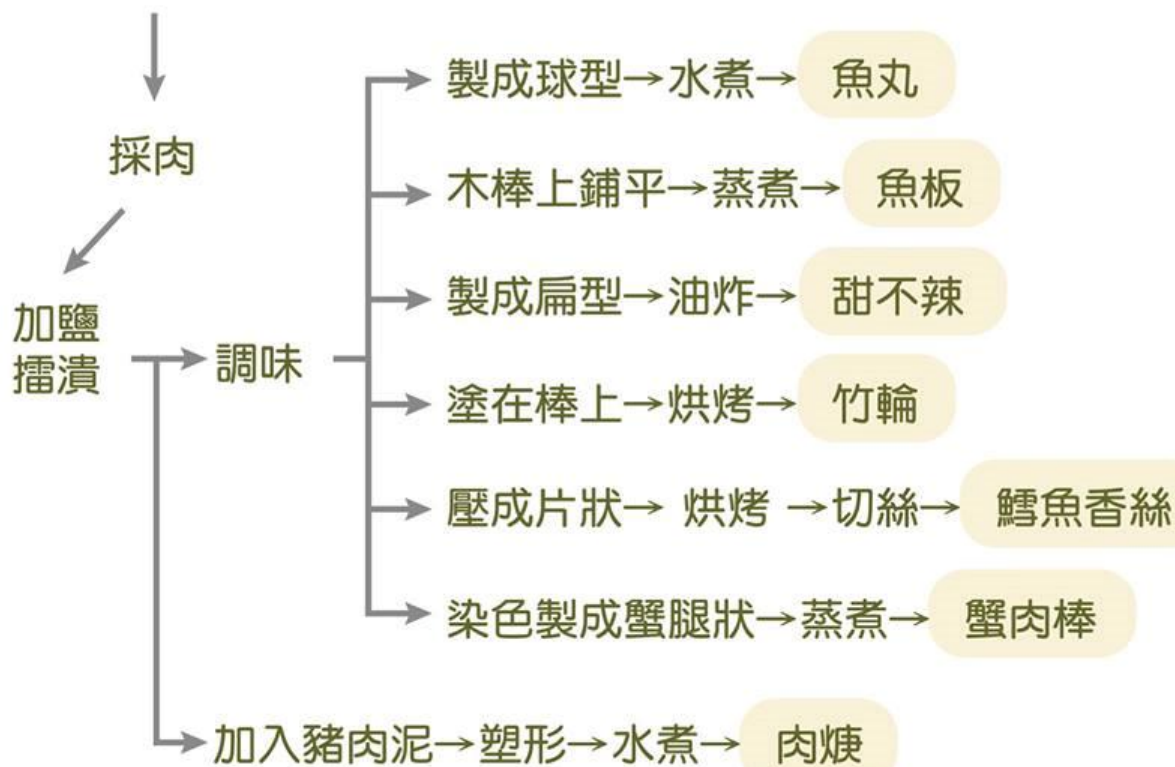 採肉
加鹽
擂潰
調味
製成球型→水煮→魚丸
木棒上鋪平→蒸煮→魚板
製成扁型→油炸→甜不辣
塗在棒上→烘烤→竹輪
壓成片狀→ 烘烤 →切絲→鱈魚香絲
染色製成蟹腿狀→蒸煮→蟹肉棒
加入豬肉泥→塑形→水煮→肉焿